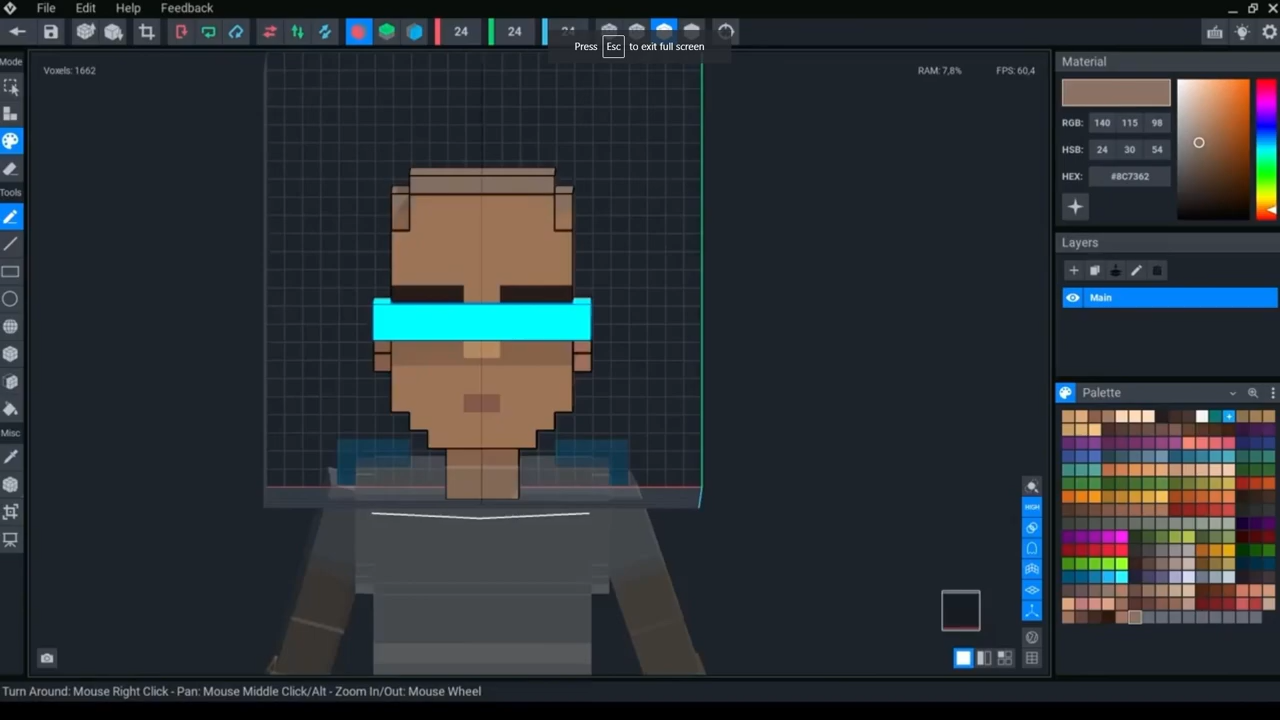 File Edit Help Feedback
24 24 24
Press Esc to exit full screen
Mode
Voxels: 1662
RAM: 7,8% FPS: 60,4
Material
RGB: 140 115 98
HSB: 24 30 54
HEX: #8C7362
Tools
Layers
Main
Palette
Misc
HIGH
Turn Around: Mouse Right Click - Pan: Mouse Middle Click/Alt - Zoom In/Out: Mouse Wheel